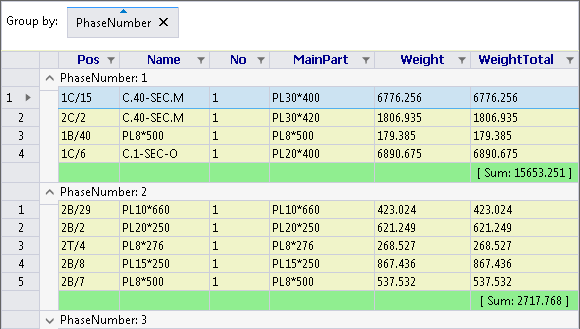 Group by: PhaseNumber
Pos Name No MainPart Weight WeightTotal
PhaseNumber: 1
1 1C/15 C.40-SEC.M 1 PL30*400 6776.256 6776.256
2 2C/2 C.40-SEC.M 1 PL30*420 1806.935 1806.935
3 1B/40 PL8*500 1 PL8*500 179.385 179.385
4 1C/6 C.1-SEC-O 1 PL20*400 6890.675 6890.675
[ Sum: 15653.251 ]
PhaseNumber: 2
1 2B/29 PL10*660 1 PL10*660 423.024 423.024
2 2B/2 PL20*250 1 PL20*250 621.249 621.249
3 2T/4 PL8*276 1 PL8*276 268.527 268.527
4 2B/8 PL15*250 1 PL15*250 867.436 867.436
5 2B/7 PL8*500 1 PL8*500 537.532 537.532
[ Sum: 2717.768 ]
PhaseNumber: 3